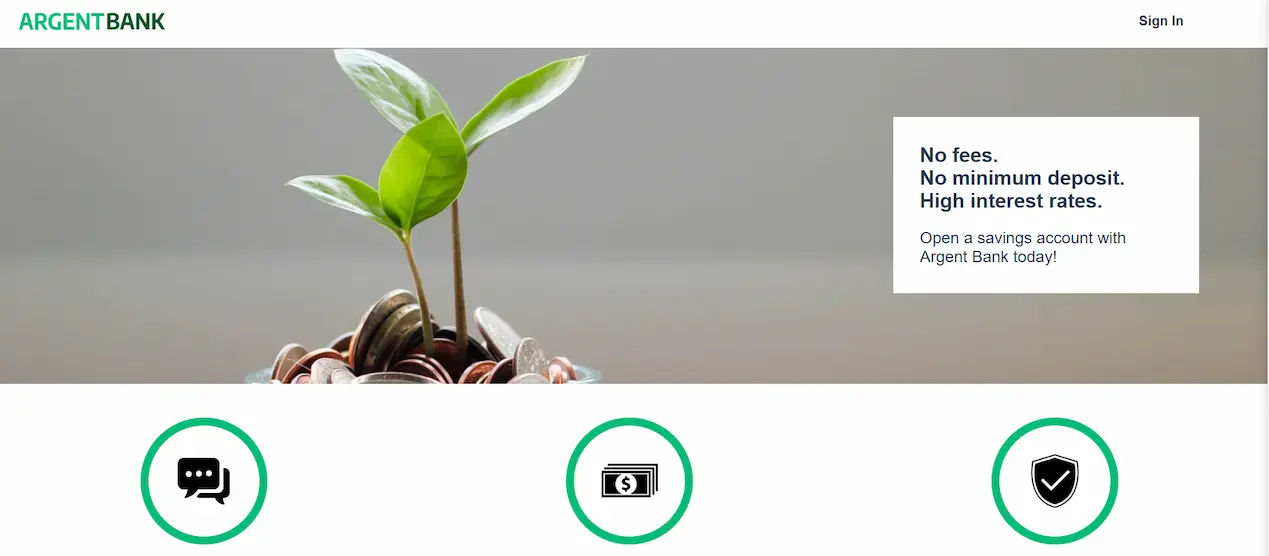 ARGENTBANK
Sign In
No fees.
No minimum deposit.
High interest rates.
Open a savings account with
Argent Bank today!
$